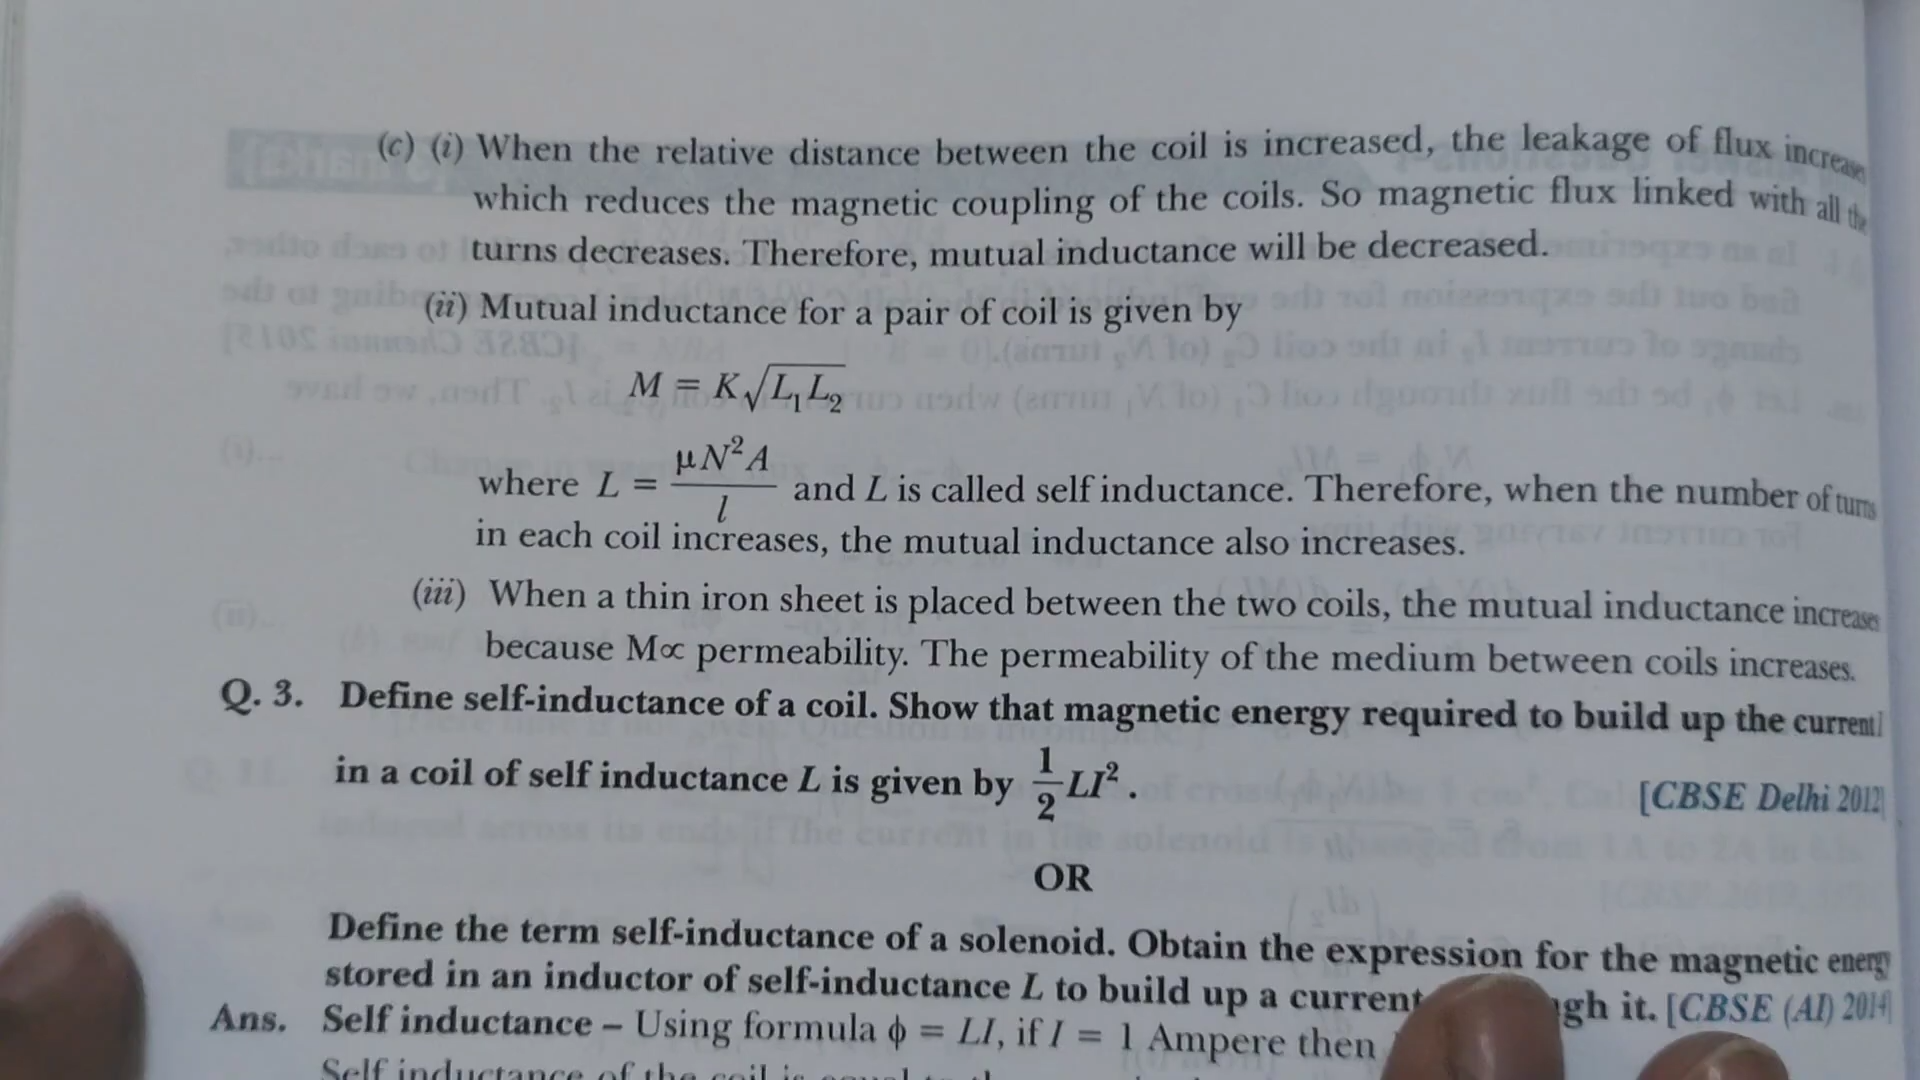 (c) (i) When the relative distance between the coil is increased, the leakage of flux increases
which reduces the magnetic coupling of the coils. So magnetic flux linked with all the
turns decreases. Therefore, mutual inductance will be decreased.
(ii) Mutual inductance for a pair of coil is given by
M = K√L₁L₂
where L = μN²A/l and L is called self inductance. Therefore, when the number of turns
in each coil increases, the mutual inductance also increases.
(iii) When a thin iron sheet is placed between the two coils, the mutual inductance increases
because M∝ permeability. The permeability of the medium between coils increases.
Q. 3. Define self-inductance of a coil. Show that magnetic energy required to build up the current I
in a coil of self inductance L is given by 1/2 LI². [CBSE Delhi 2012]
OR
Define the term self-inductance of a solenoid. Obtain the expression for the magnetic energy
stored in an inductor of self-inductance L to build up a current it. [CBSE (AI) 2014]
Ans. Self inductance – Using formula ϕ = LI, if I = 1 Ampere then
Self inductance of the coil is equal